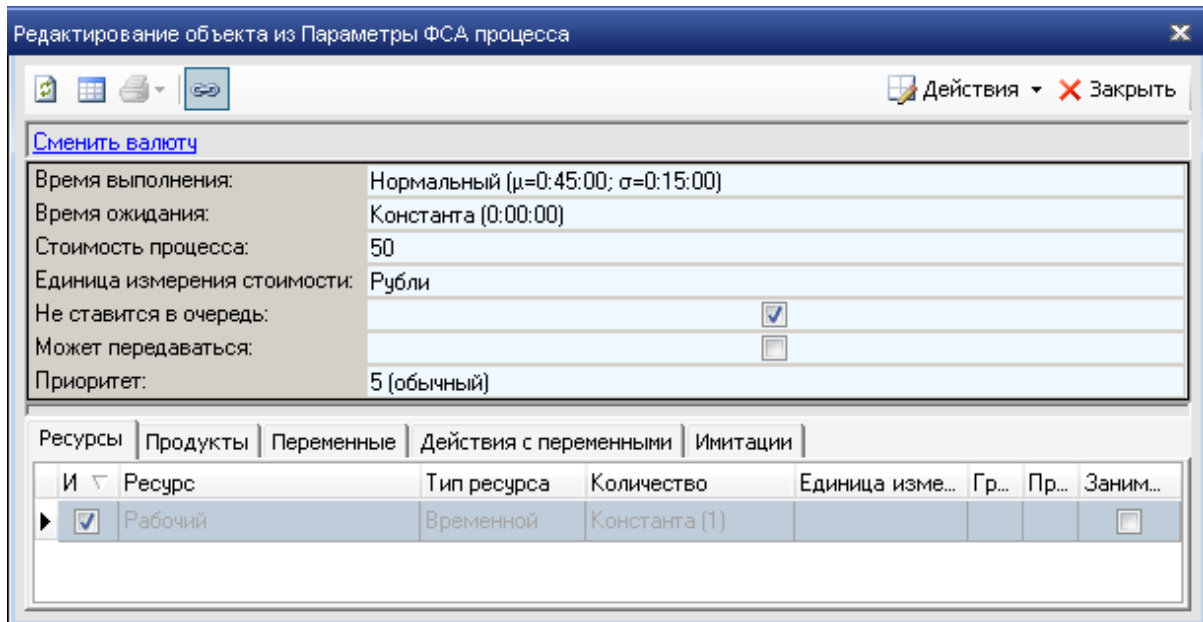 Редактирование объекта из Параметры ФСА процесса
Действия Закрыть
Сменить валюту
Время выполнения: Нормальный (μ=0:45:00; σ=0:15:00)
Время ожидания: Константа (0:00:00)
Стоимость процесса: 50
Единица измерения стоимости: Рубли
Не ставится в очередь:
Может передаваться:
Приоритет: 5 (обычный)
Ресурсы Продукты Переменные Действия с переменными Имитации
И Ресурс Тип ресурса Количество Единица изме... Гр... Пр... Заним...
Рабочий Временной Константа (1)